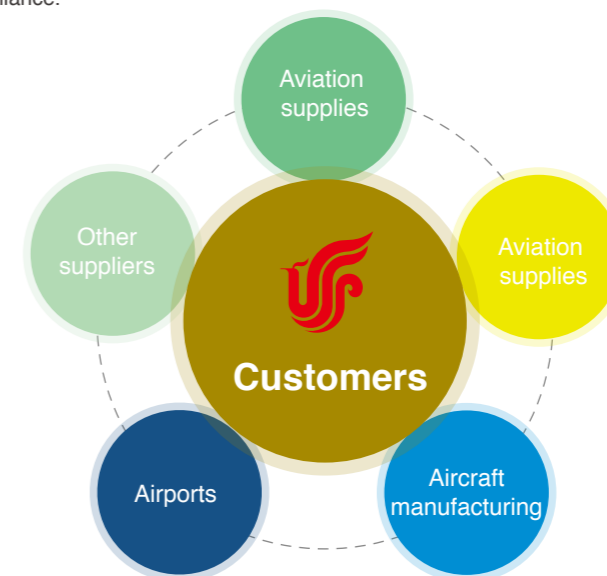 Aviation
supplies
Other
suppliers
Aviation
supplies
Customers
Airports
Aircraft
manufacturing